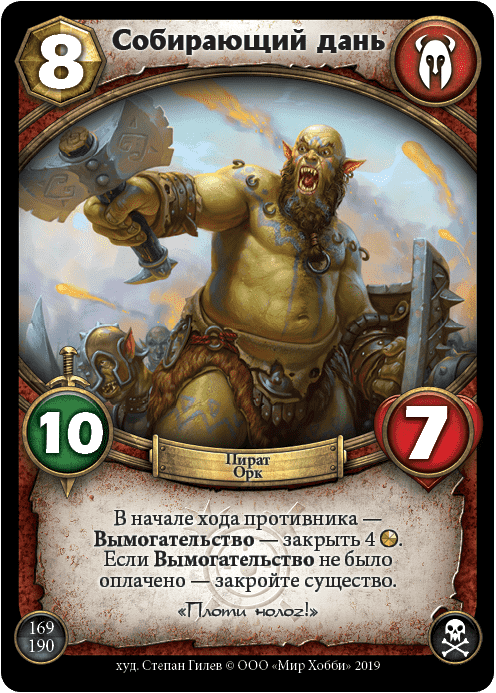 8
Собирающий дань
10
7
Пират
Орк
В начале хода противника —
Вымогательство — закрыть 4 .
Если Вымогательство не было
оплачено — закройте существо.
«Плоти нолог!»
169
190
худ. Степан Гилев © ООО «Мир Хобби» 2019